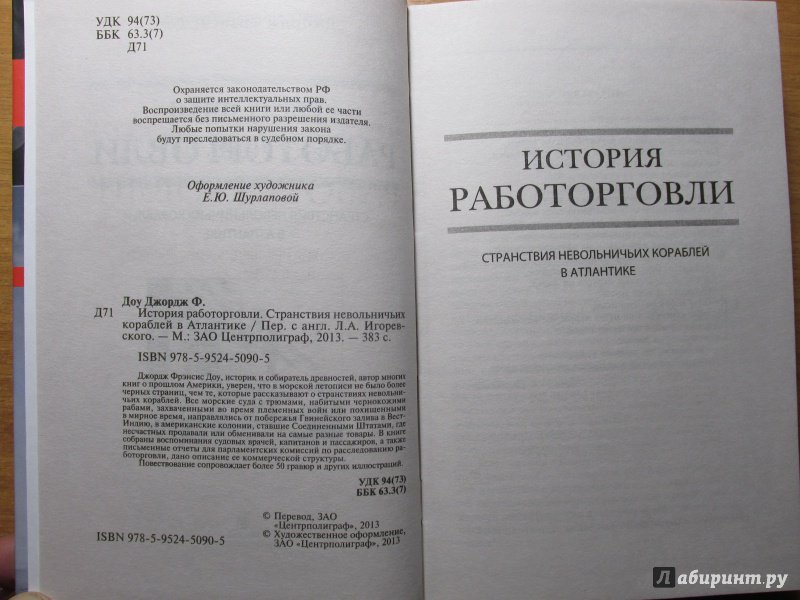 УДК 94(73)
ББК 63.3(7)
Д71
Охраняется законодательством РФ
о защите интеллектуальных прав.
Воспроизведение всей книги или любой ее части
воспрещается без письменного разрешения издателя.
Любые попытки нарушения закона
будут преследоваться в судебном порядке.
Оформление художника
Е.Ю. Шурлаповой
Доу Джордж Ф.
Д71 История работорговли. Странствия невольничьих
кораблей в Атлантике / Пер. с англ. Л.А. Игорев-
ского. — М.: ЗАО Центрполиграф, 2013. — 383 с.
ISBN 978-5-9524-5090-5
Джордж Фрэнсис Доу, историк и собиратель древностей, автор многих
книг о прошлом Америки, уверен, что в морской летописи не было более
черных страниц, чем те, которые рассказывают о странствиях невольни-
чьих кораблей. Все морские суда с трюмами, набитыми чернокожими
рабами, захваченными во время племенных войн или похищенными
в мирное время, направлялись от побережья Гвинейского залива в Вест-
Индию, в американские колонии, ставшие Соединенными Штатами, где
несчастных продавали или обменивали на самые разные товары. В книге
собраны воспоминания судовых врачей, капитанов и пассажиров, а также
письменные отчеты для парламентских комиссий по расследованию ра-
боторговли, дано описание ее коммерческой структуры.
Повествование сопровождает более 50 гравюр и других иллюстраций.
УДК 94(73)
ББК 63.3(7)
© Перевод, ЗАО
«Центрполиграф», 2013
© Художественное оформление,
ЗАО «Центрполиграф», 2013
ISBN 978-5-9524-5090-5
ИСТОРИЯ
РАБОТОРГОВЛИ
СТРАНСТВИЯ НЕВОЛЬНИЧЬИХ КОРАБЛЕЙ
В АТЛАНТИКЕ
Лабиринт.ру